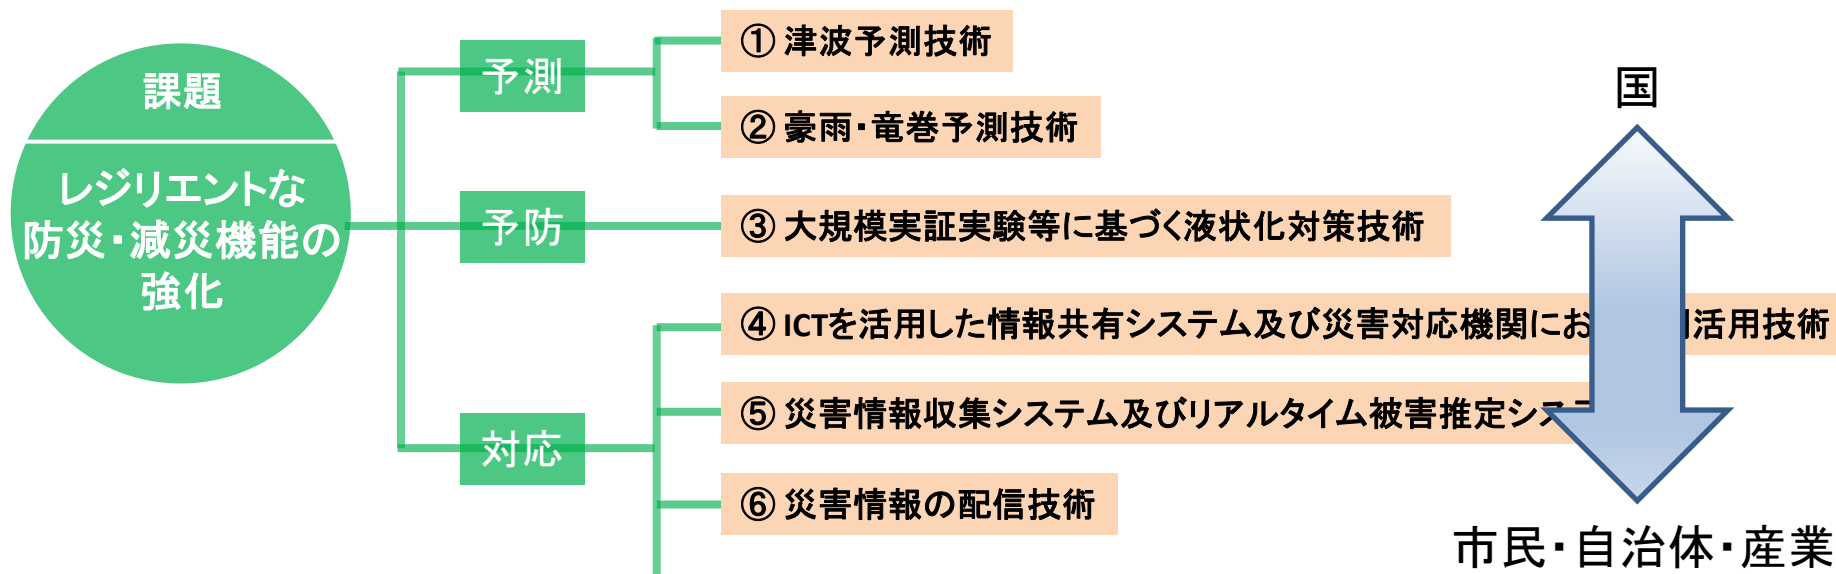 課題
レジリエントな
防災・減災機能の
強化
予測
予防
対応
① 津波予測技術
② 豪雨・竜巻予測技術
③ 大規模実証実験等に基づく液状化対策技術
④ ICTを活用した情報共有システム及び災害対応機関にお 活用技術
⑤ 災害情報収集システム及びリアルタイム被害推定シス
⑥ 災害情報の配信技術
国
市民・自治体・産業